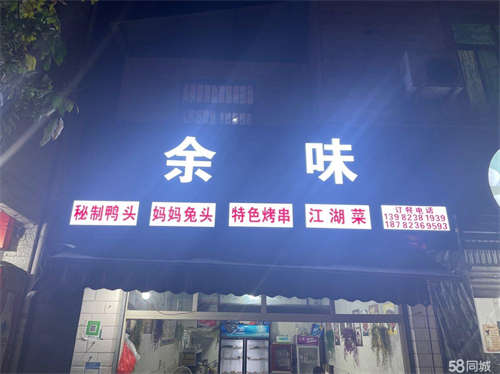 余味
秘制鸭头 妈妈兔头 特色烤串 江湖菜
订餐电话
13982381939
18782369593
58同城